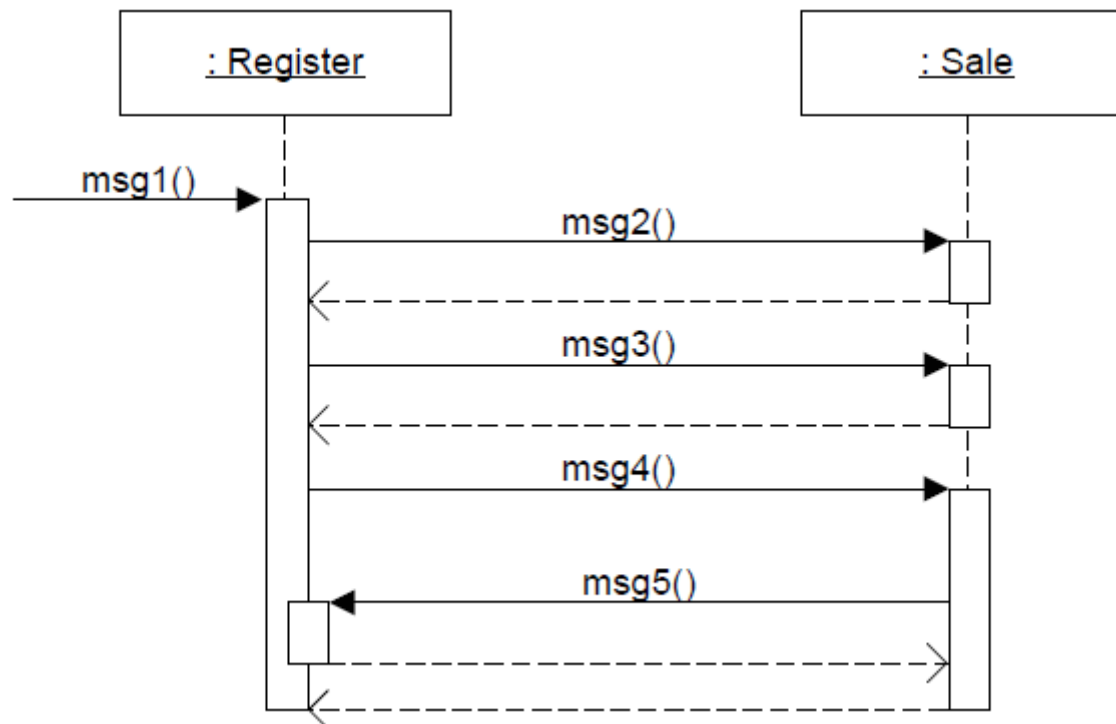 : Register
: Sale
msg1()
msg2()
msg3()
msg4()
msg5()